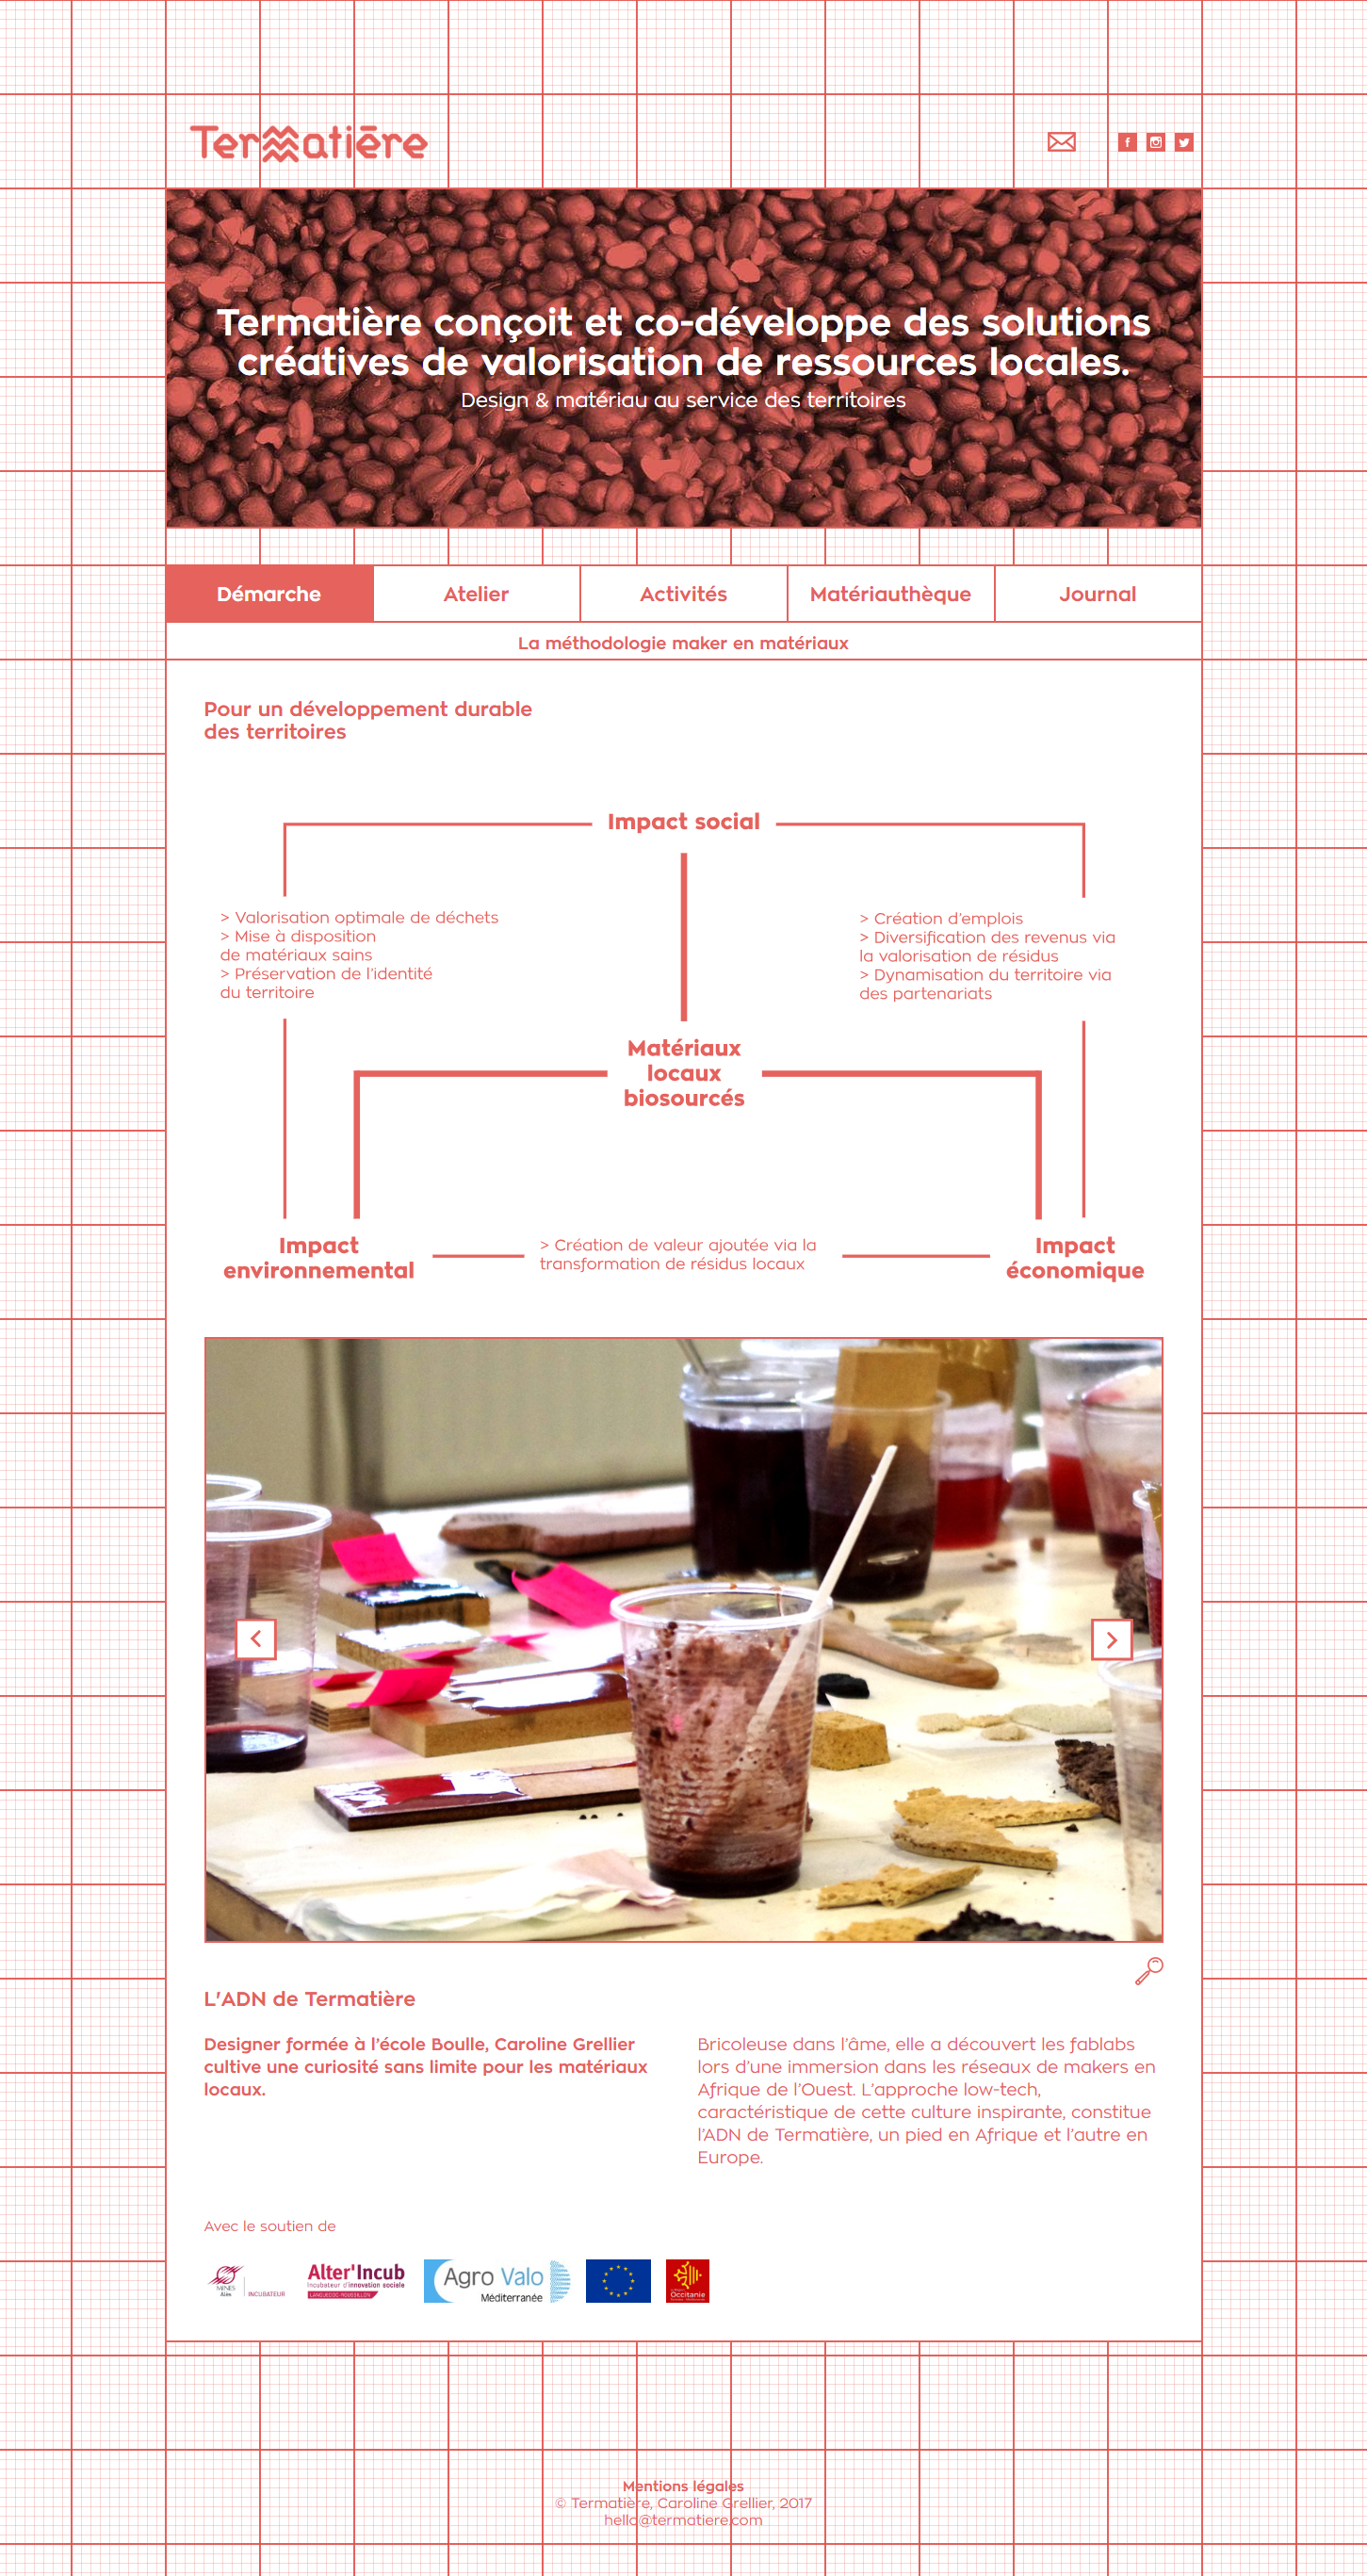 Termatière
Termatière conçoit et co-développe des solutions
créatives de valorisation de ressources locales.
Design & matériau au service des territoires
Démarche
Atelier
Activités
Matériauthèque
Journal
La méthodologie maker en matériaux
Pour un développement durable
des territoires
Impact social
> Valorisation optimale de déchets
> Mise à disposition
de matériaux sains
> Préservation de l'identité
du territoire
> Création d'emplois
> Diversification des revenus via
la valorisation de résidus
> Dynamisation du territoire via
des partenariats
Matériaux
locaux
biosourcés
Impact
environnemental
> Création de valeur ajoutée via la
transformation de résidus locaux
Impact
économique
L'ADN de Termatière
Designer formée à l'école Boulle, Caroline Grellier
cultive une curiosité sans limite pour les matériaux
locaux.
Bricoleuse dans l'âme, elle a découvert les fablabs
lors d'une immersion dans les réseaux de makers en
Afrique de l'Ouest. L'approche low-tech,
caractéristique de cette culture inspirante, constitue
l'ADN de Termatière, un pied en Afrique et l'autre en
Europe.
Avec le soutien de
MINES
Alès
INCUBATEUR
Alter'Incub
Incubateur d'innovation sociale
LANGUEDOC-ROUSSILLON
Agro Valo
Méditerranée
Occitanie
Mentions légales
© Termatière, Caroline Grellier, 2017
hello@termatiere.com